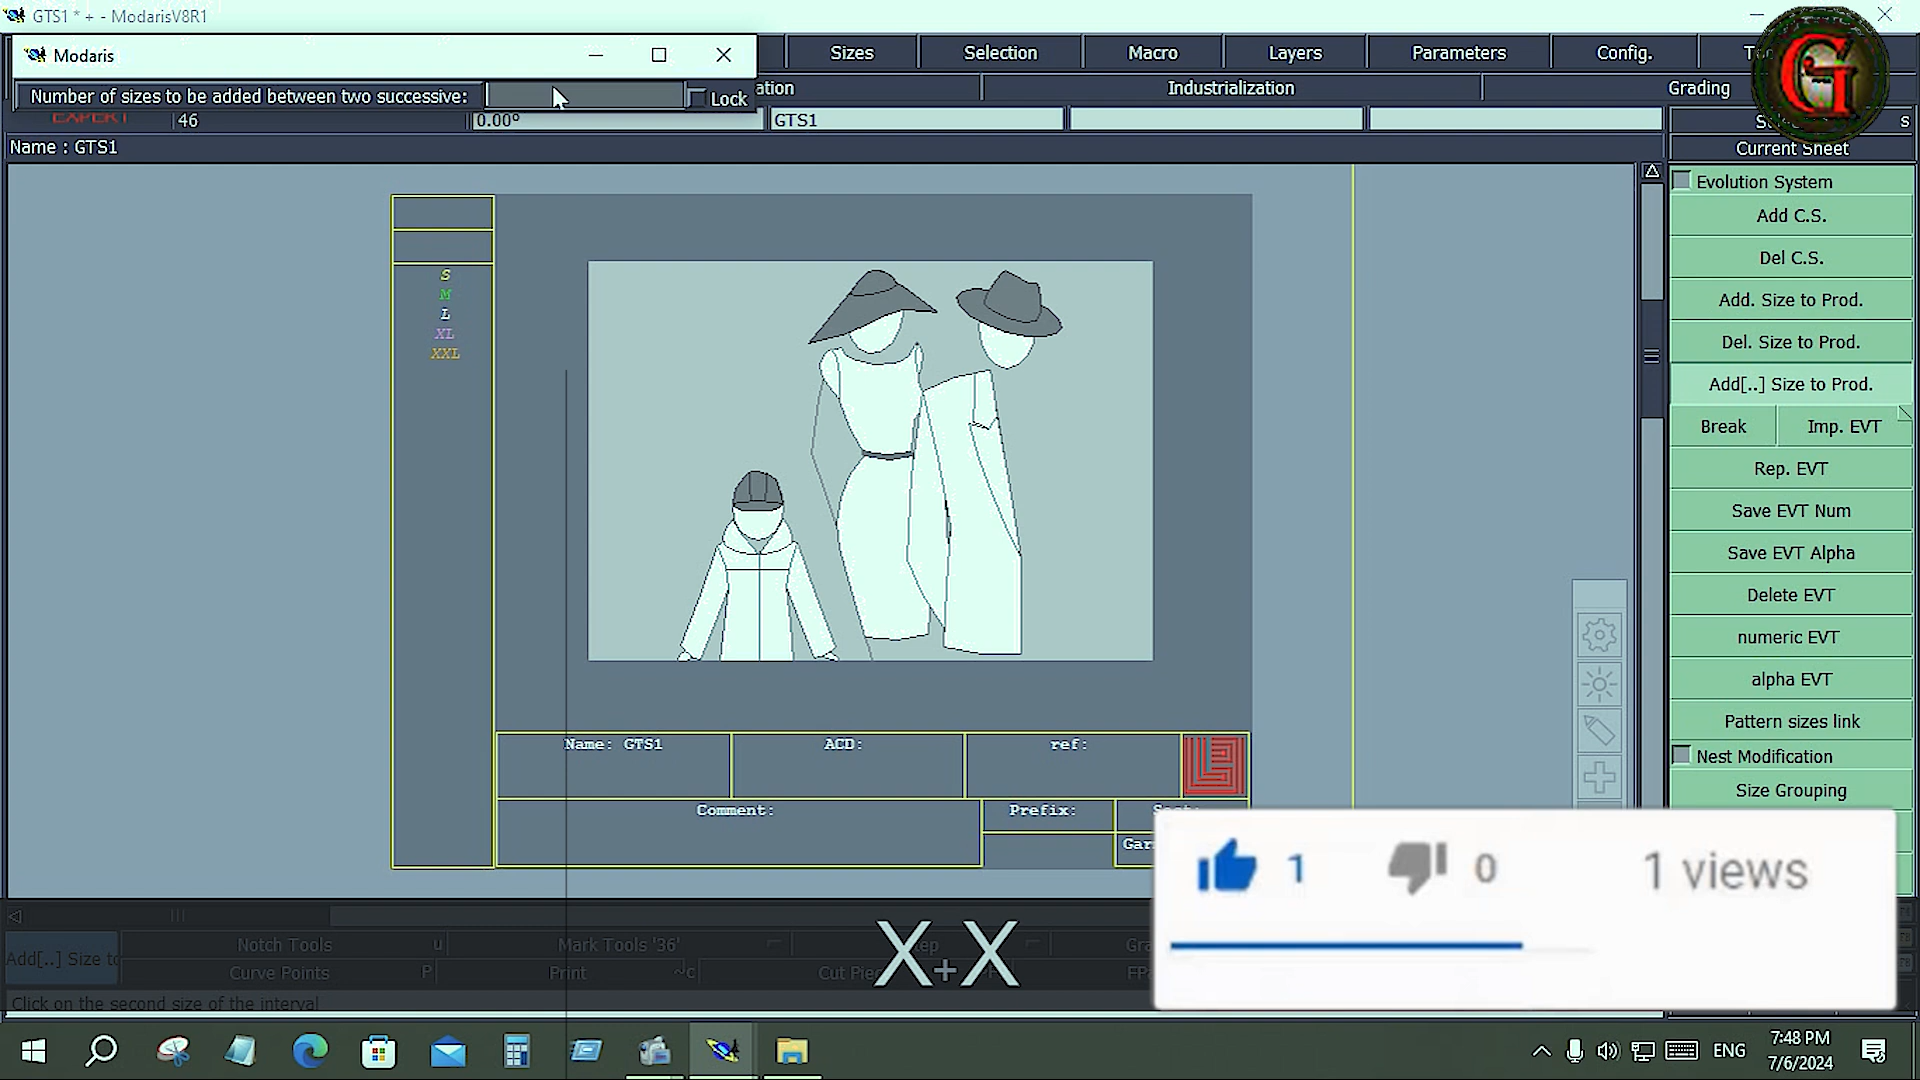 GTS1 * + - ModarisV8R1
Modaris
Sizes
Selection
Macro
Layers
Parameters
Config.
Industrialization
Grading
Number of sizes to be added between two successive:
Lock
EXPERT
46
0.00°
GTS1
S
Name : GTS1
Current Sheet
Evolution System
Add C.S.
Del C.S.
Add. Size to Prod.
Del. Size to Prod.
Add[..] Size to Prod.
Break
Imp. EVT
Rep. EVT
Save EVT Num
Save EVT Alpha
Delete EVT
numeric EVT
alpha EVT
Pattern sizes link
Nest Modification
Size Grouping
S
M
L
XL
XXL
Name: GTS1
ACD:
ref:
Comment:
Prefix:
1
0
1 views
X+X
Add[..] Size to
Notch Tools
u
Mark Tools '36'
Curve Points
P
Print
~c
Click on the second size of the interval
ENG
7:48 PM
7/6/2024
G